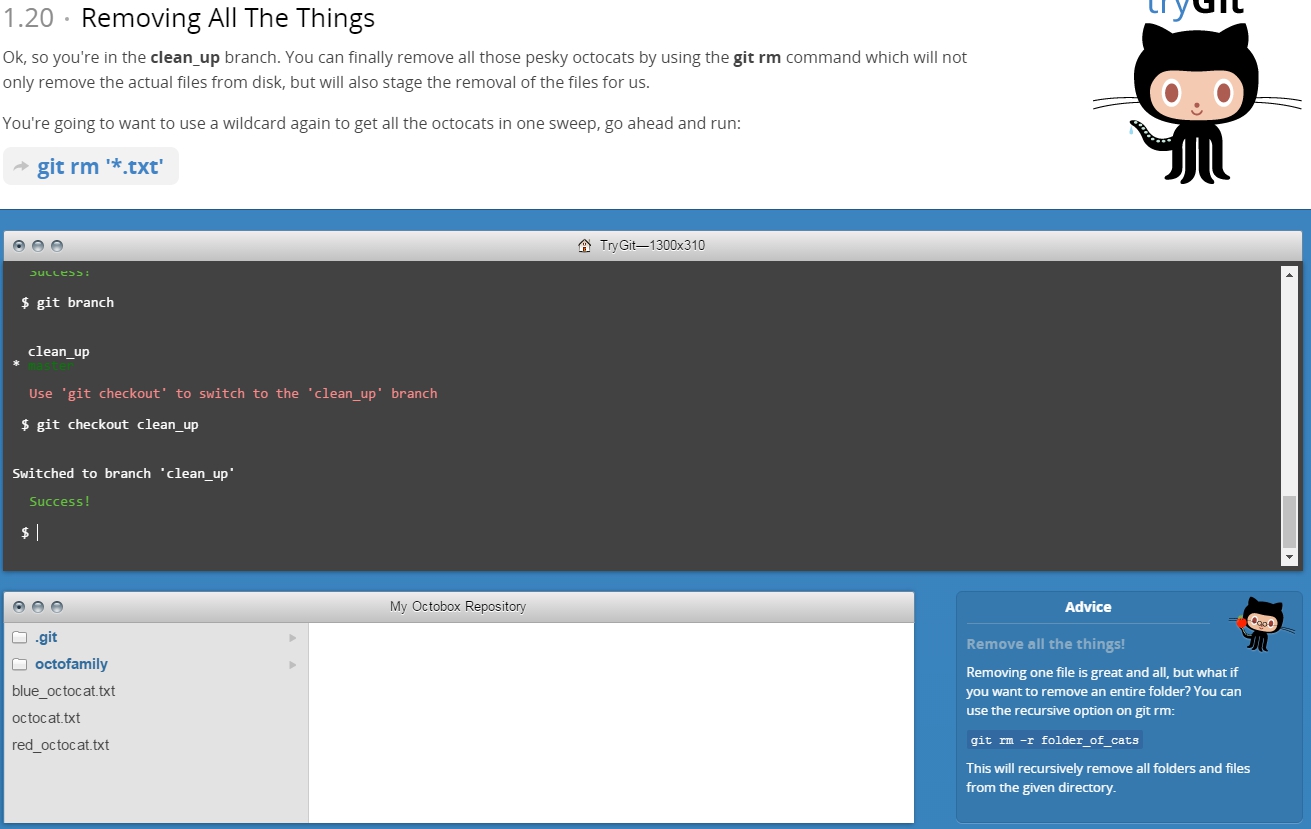 tryGit
1.20 · Removing All The Things
Ok, so you're in the clean_up branch. You can finally remove all those pesky octocats by using the git rm command which will not
only remove the actual files from disk, but will also stage the removal of the files for us.
You're going to want to use a wildcard again to get all the octocats in one sweep, go ahead and run:
git rm '*.txt'
TryGit—1300x310
Success!
$ git branch
clean_up
* master
Use 'git checkout' to switch to the 'clean_up' branch
$ git checkout clean_up
Switched to branch 'clean_up'
Success!
$
My Octobox Repository
.git
octofamily
blue_octocat.txt
octocat.txt
red_octocat.txt
Advice
Remove all the things!
Removing one file is great and all, but what if
you want to remove an entire folder? You can
use the recursive option on git rm:
git rm -r folder_of_cats
This will recursively remove all folders and files
from the given directory.